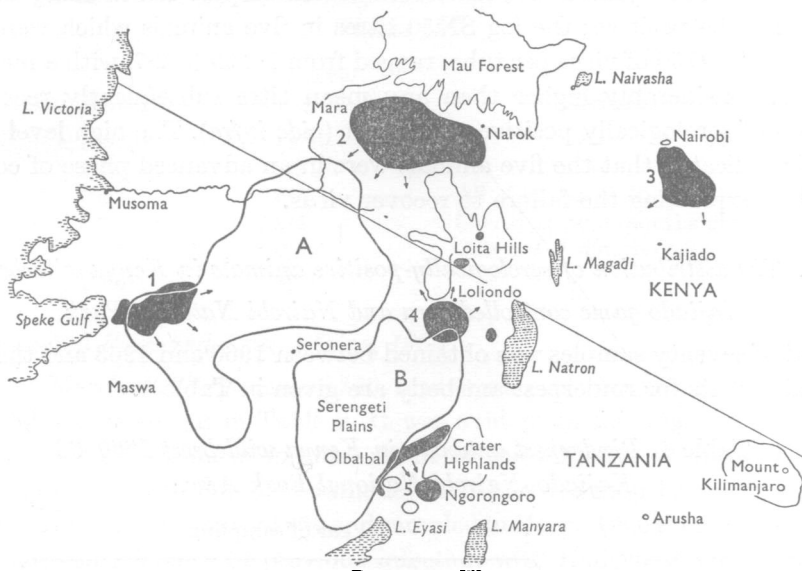 Mau Forest
L. Naivasha
L. Victoria
Mara
2
Narok
Nairobi
3
Musoma
A
Loita Hills
L. Magadi
Kajiado
KENYA
1
Loliondo
Speke Gulf
4
Seronera
B
L. Natron
Maswa
Serengeti
Plains
Olbalbal
Crater
Highlands
TANZANIA
Mount
Kilimanjaro
5
Ngorongoro
L. Eyasi
L. Manyara
Arusha